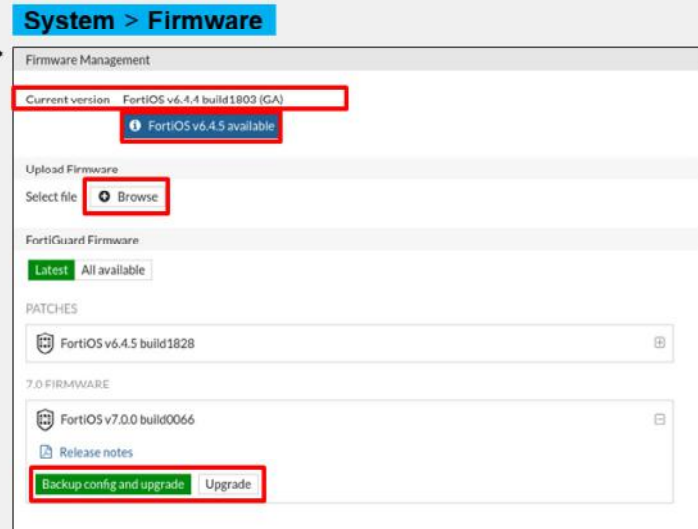 System > Firmware
Firmware Management
Current version FortiOS v6.4.4 build1803 (GA)
FortiOS v6.4.5 available
Upload Firmware
Select file Browse
FortiGuard Firmware
Latest All available
PATCHES
FortiOS v6.4.5 build1828
7.0 FIRMWARE
FortiOS v7.0.0 build0066
Release notes
Backup config and upgrade Upgrade